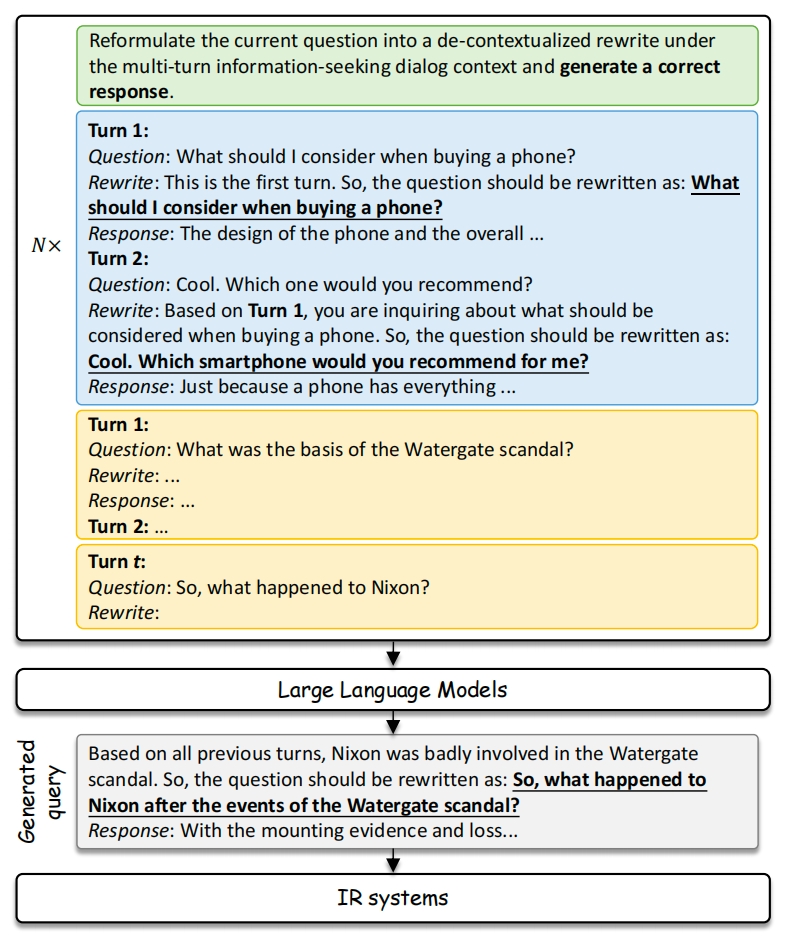 Reformulate the current question into a de-contextualized rewrite under
the multi-turn information-seeking dialog context and generate a correct
response.
Turn 1:
Question: What should I consider when buying a phone?
Rewrite: This is the first turn. So, the question should be rewritten as: What
should I consider when buying a phone?
Response: The design of the phone and the overall ...
Turn 2:
Question: Cool. Which one would you recommend?
Rewrite: Based on Turn 1, you are inquiring about what should be
considered when buying a phone. So, the question should be rewritten as:
Cool. Which smartphone would you recommend for me?
Response: Just because a phone has everything ...
N×
Turn 1:
Question: What was the basis of the Watergate scandal?
Rewrite: ...
Response: ...
Turn 2: ...
Turn t:
Question: So, what happened to Nixon?
Rewrite:
Large Language Models
Generated
query
Based on all previous turns, Nixon was badly involved in the Watergate
scandal. So, the question should be rewritten as: So, what happened to
Nixon after the events of the Watergate scandal?
Response: With the mounting evidence and loss...
IR systems